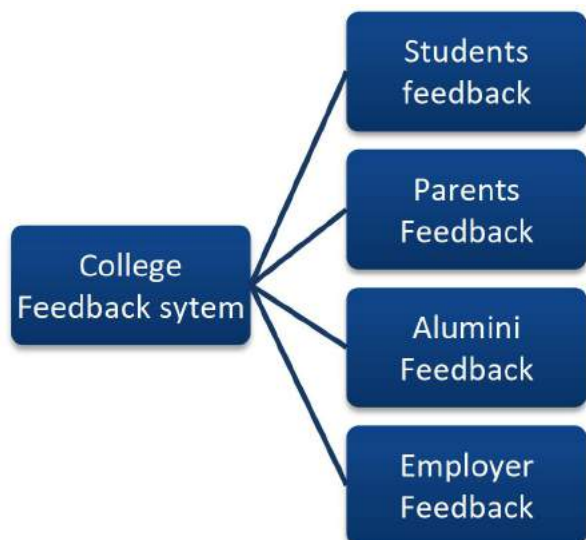 College
Feedback sytem
Students
feedback
Parents
Feedback
Alumini
Feedback
Employer
Feedback